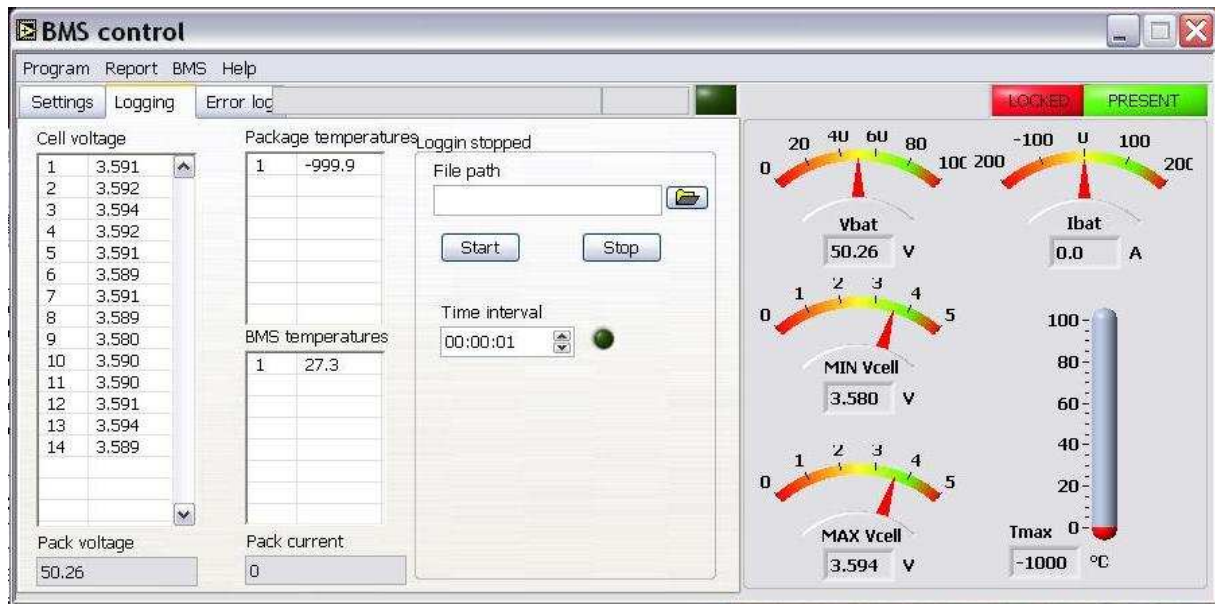 BMS control
Program Report BMS Help
Settings Logging Error log
LOCKED PRESENT
Cell voltage
1 3.591
2 3.592
3 3.594
4 3.592
5 3.591
6 3.589
7 3.591
8 3.589
9 3.580
10 3.590
11 3.590
12 3.591
13 3.594
14 3.589
Pack voltage
50.26
Package temperatures
1 -999.9
BMS temperatures
1 27.3
Pack current
0
Loggin stopped
File path
Start Stop
Time interval
00:00:01
0 20 40 60 80 100
Vbat
50.26 V
200 -100 0 100 200
Ibat
0.0 A
0 1 2 3 4 5
MIN Vcell
3.580 V
0 1 2 3 4 5
MAX Vcell
3.594 V
100
80
60
40
20
0
Tmax
-1000 °C